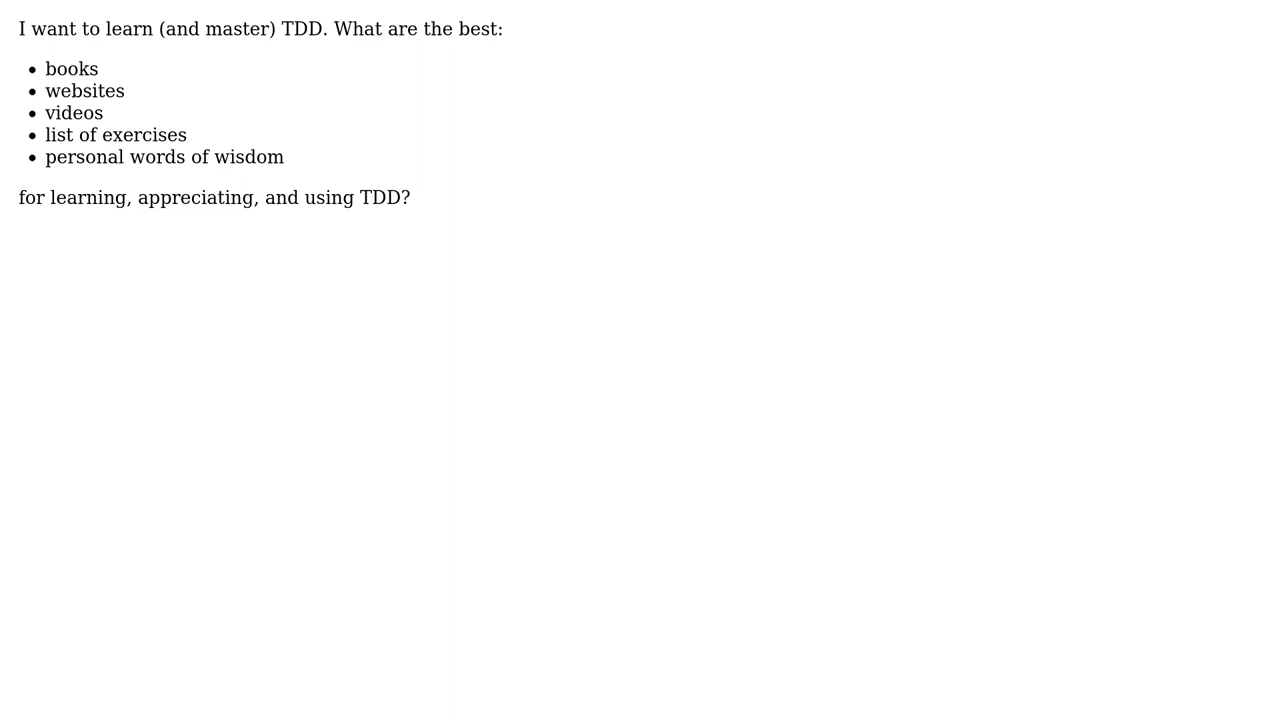 I want to learn (and master) TDD. What are the best:
• books
• websites
• videos
• list of exercises
• personal words of wisdom
for learning, appreciating, and using TDD?